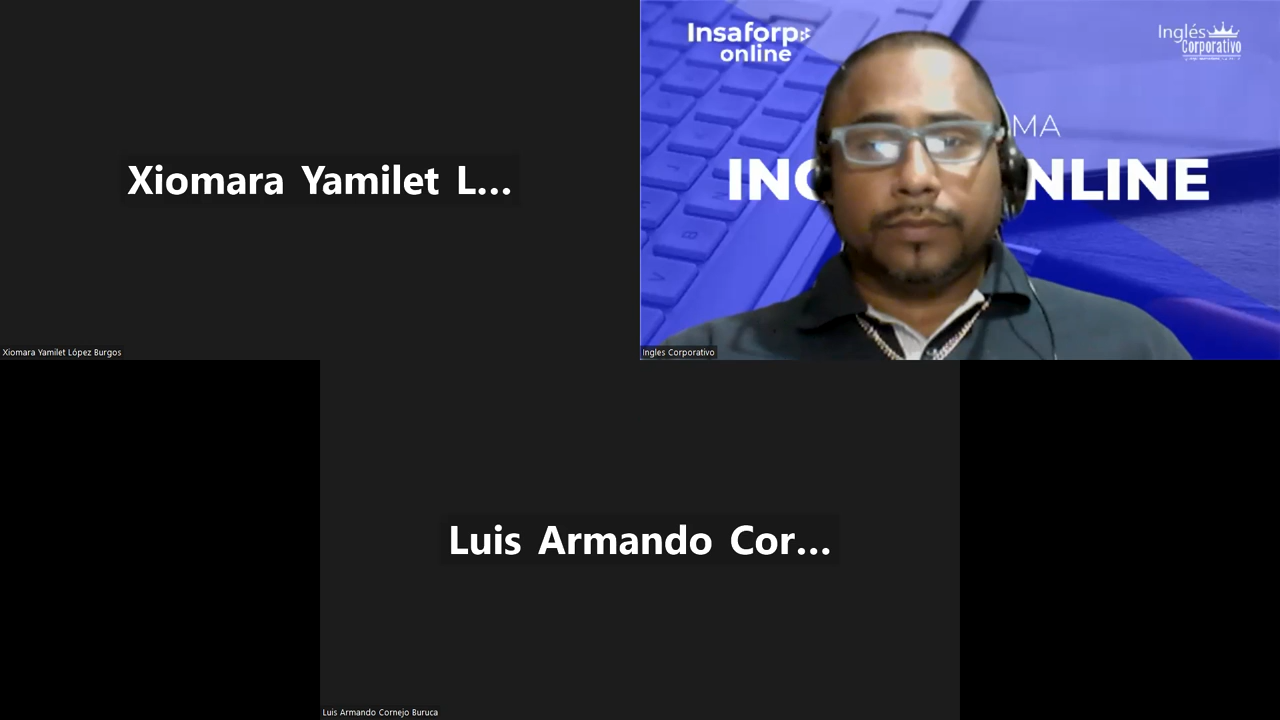 Xiomara Yamilet L...
Xiomara Yamilet López Burgos
Insaforp
online
Inglés
Corporativo
MA
ING NLINE
Ingles Corporativo
Luis Armando Cor...
Luis Armando Cornejo Buruca